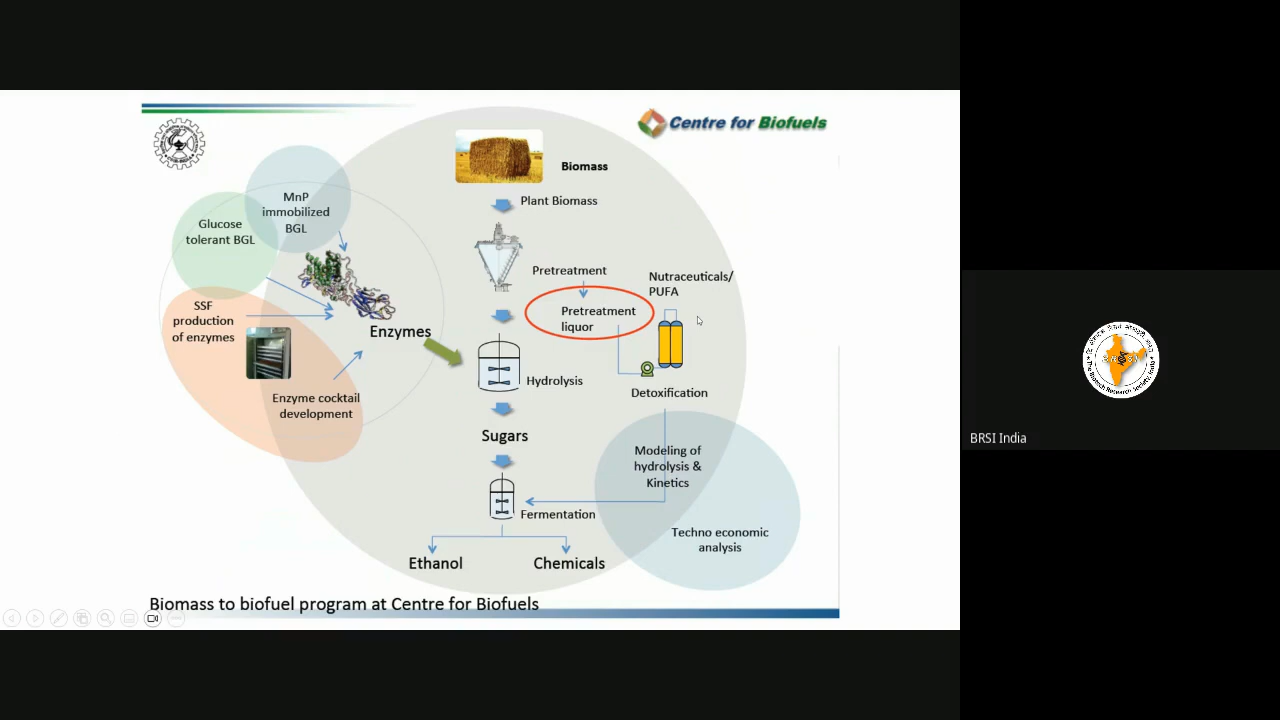 Centre for Biofuels
Biomass
Plant Biomass
MnP
immobilized
BGL
Glucose
tolerant BGL
Pretreatment
Nutraceuticals/
PUFA
SSF
production
of enzymes
Pretreatment
liquor
Enzymes
Hydrolysis
Detoxification
Enzyme cocktail
development
Sugars
Modeling of
hydrolysis &
Kinetics
Fermentation
Techno economic
analysis
Ethanol
Chemicals
Biomass to biofuel program at Centre for Biofuels
BRSI India